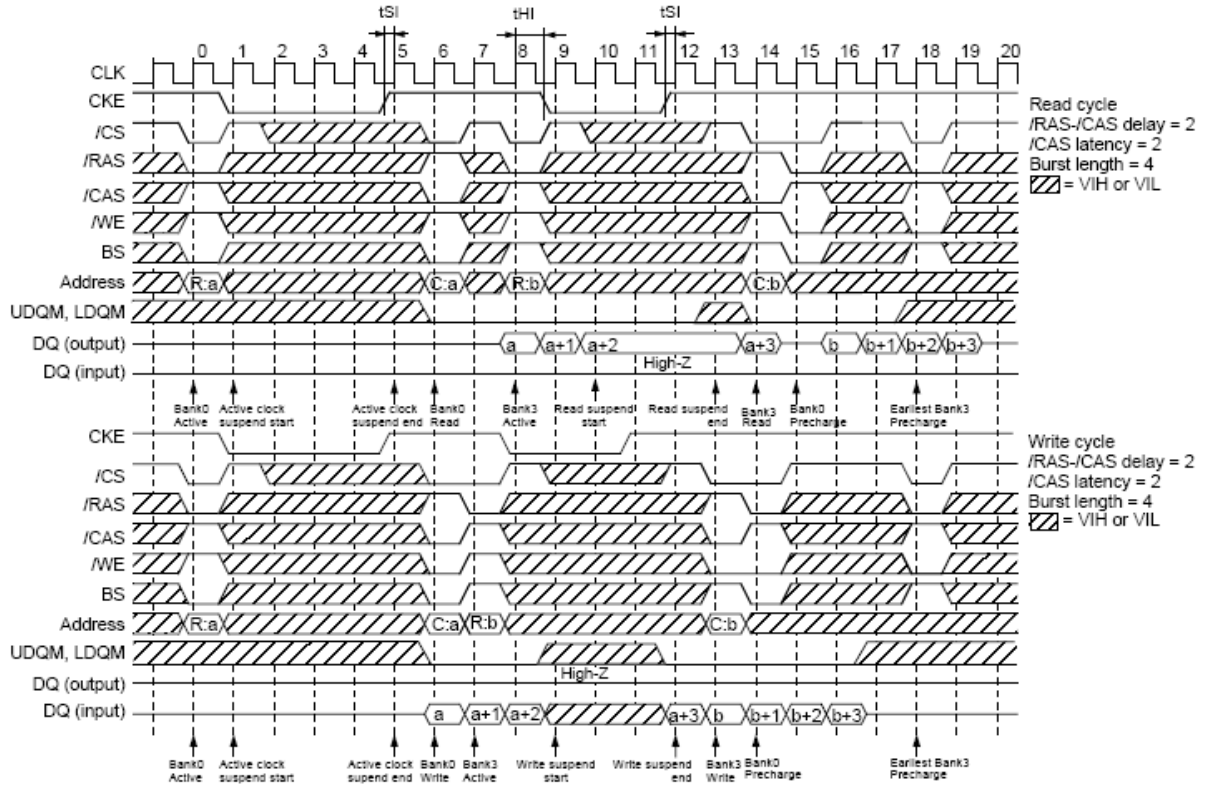 tSI tHI tSI
0 1 2 3 4 5 6 7 8 9 10 11 12 13 14 15 16 17 18 19 20
CLK
CKE
/CS
/RAS
/CAS
/WE
BS
Address R:a C:a R:b C:b
UDQM, LDQM
DQ (output) a a+1 a+2 a+3 b b+1 b+2 b+3
High-Z
DQ (input)
Read cycle
/RAS-/CAS delay = 2
/CAS latency = 2
Burst length = 4
= VIH or VIL
Bank0 Active
Active clock suspend start
Active clock suspend end
Bank0 Read
Bank3 Active
Read suspend start
Read suspend end
Bank3 Read
Bank0 Precharge
Earliest Bank3 Precharge
CKE
/CS
/RAS
/CAS
/WE
BS
Address R:a C:a R:b C:b
UDQM, LDQM
High-Z
DQ (output)
DQ (input) a a+1 a+2 a+3 b b+1 b+2 b+3
Write cycle
/RAS-/CAS delay = 2
/CAS latency = 2
Burst length = 4
= VIH or VIL
Bank0 Active
Active clock suspend start
Active clock supend end
Bank0 Write
Bank3 Active
Write suspend start
Write suspend end
Bank3 Write
Bank0 Precharge
Earliest Bank3 Precharge